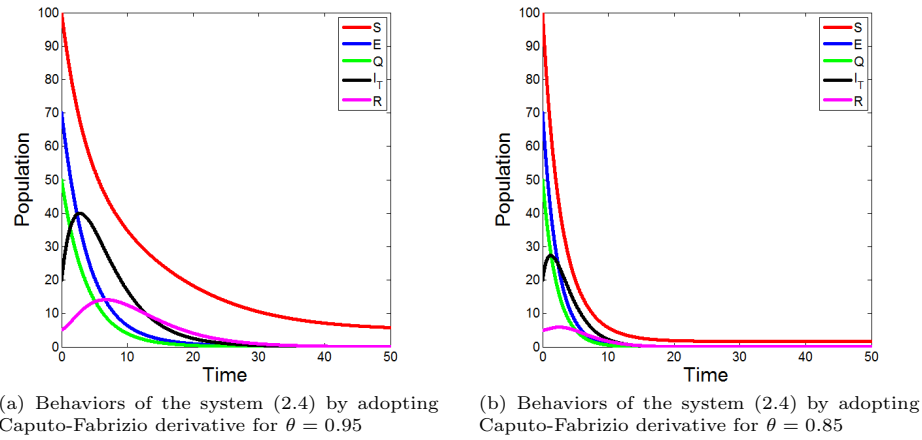 100
90
80
70
60
50
40
30
20
10
0
Population
0 10 20 30 40 50
Time
S
E
Q
I_T
R
(a) Behaviors of the system (2.4) by adopting
Caputo-Fabrizio derivative for θ = 0.95
100
90
80
70
60
50
40
30
20
10
0
Population
0 10 20 30 40 50
Time
S
E
Q
I_T
R
(b) Behaviors of the system (2.4) by adopting
Caputo-Fabrizio derivative for θ = 0.85